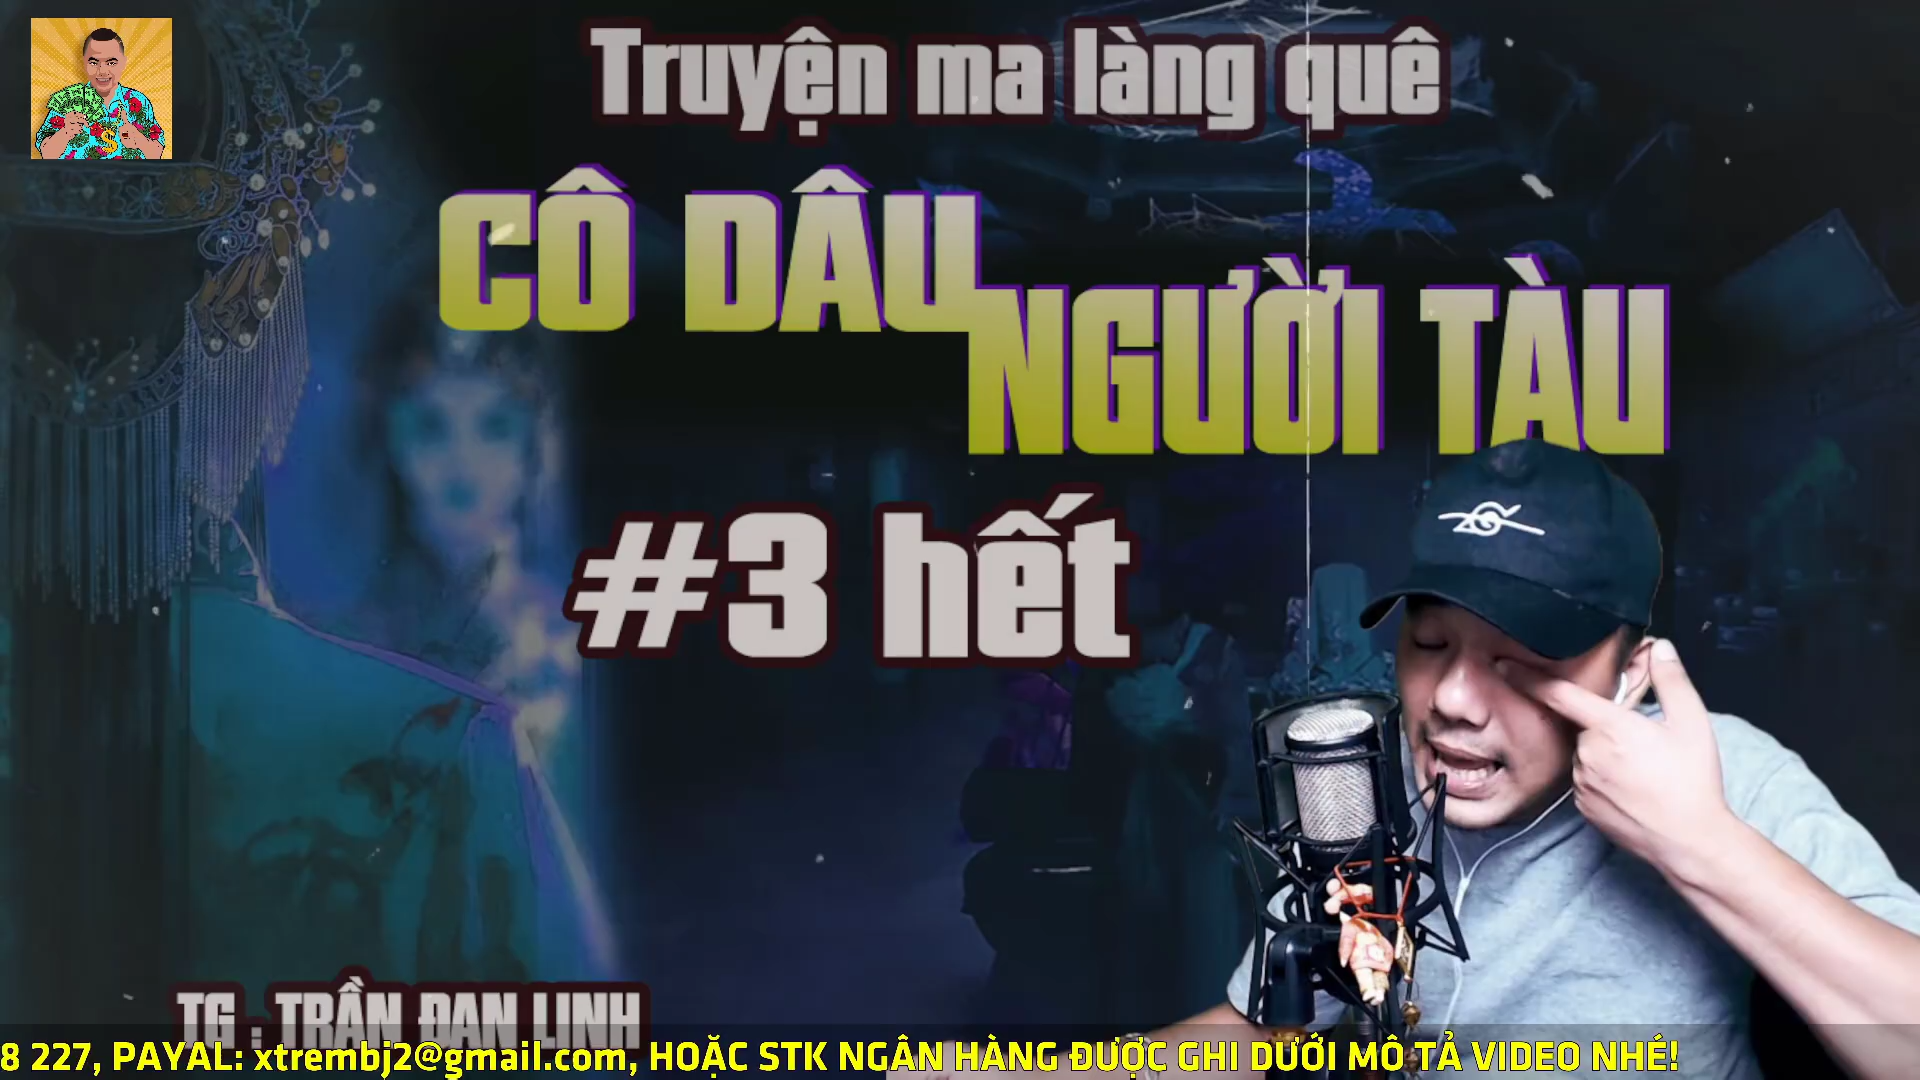 Truyện ma làng quê
CÔ DÂU
NGƯỜI TÀU
#3 hết
TG : TRẦN ĐAN LINH
8 227, PAYAL: xtrembj2@gmail.com, HOẶC STK NGÂN HÀNG ĐƯỢC GHI DƯỚI MÔ TẢ VIDEO NHÉ!